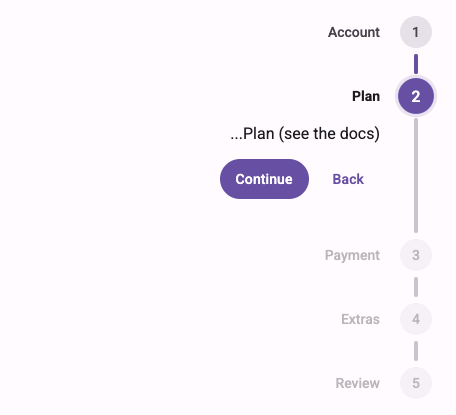 Account 1
Plan 2
...Plan (see the docs)
Continue Back
Payment 3
Extras 4
Review 5